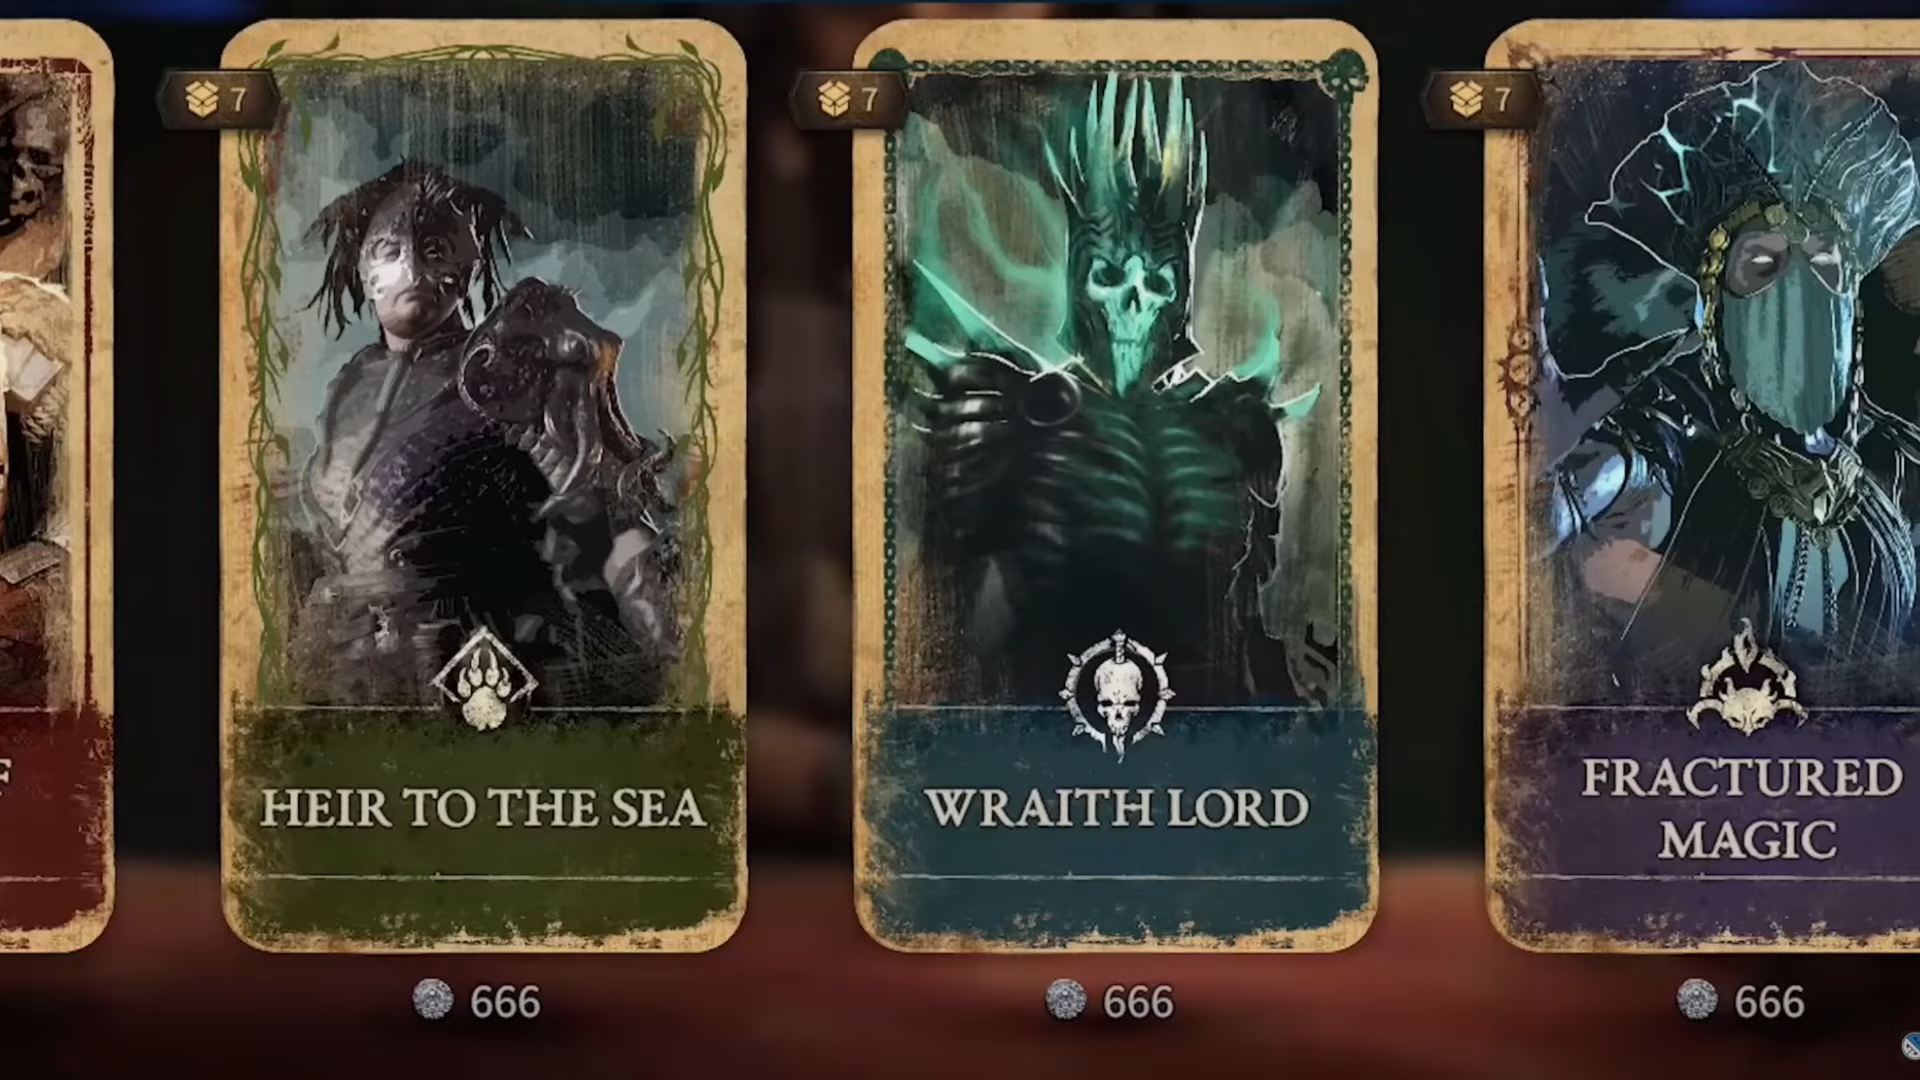 7
7
7
F
HEIR TO THE SEA
WRAITH LORD
FRACTURED
MAGIC
666
666
666